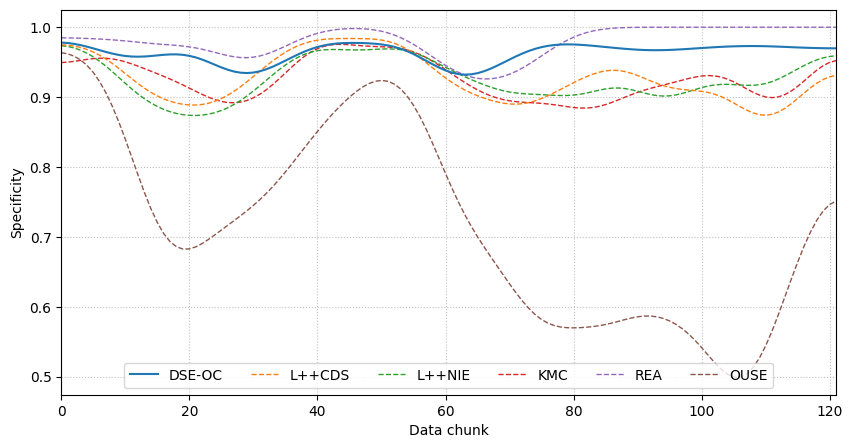 1.0
0.9
0.8
0.7
0.6
0.5
Specificity
DSE-OC L++CDS L++NIE KMC REA OUSE
0 20 40 60 80 100 120
Data chunk